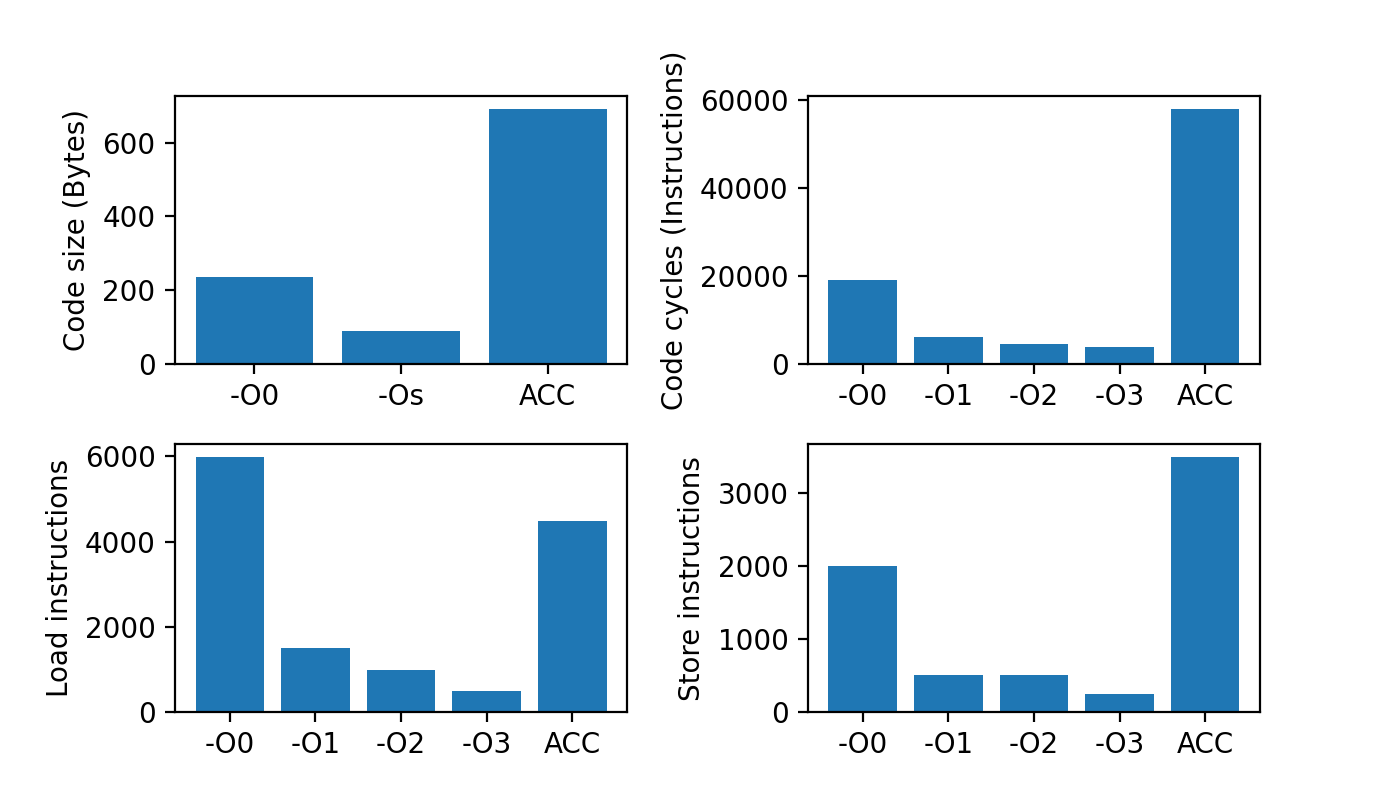 Code size (Bytes)
600
400
200
0
-O0 -Os ACC
Code cycles (Instructions)
60000
40000
20000
0
-O0 -O1 -O2 -O3 ACC
Load instructions
6000
4000
2000
0
-O0 -O1 -O2 -O3 ACC
Store instructions
3000
2000
1000
0
-O0 -O1 -O2 -O3 ACC